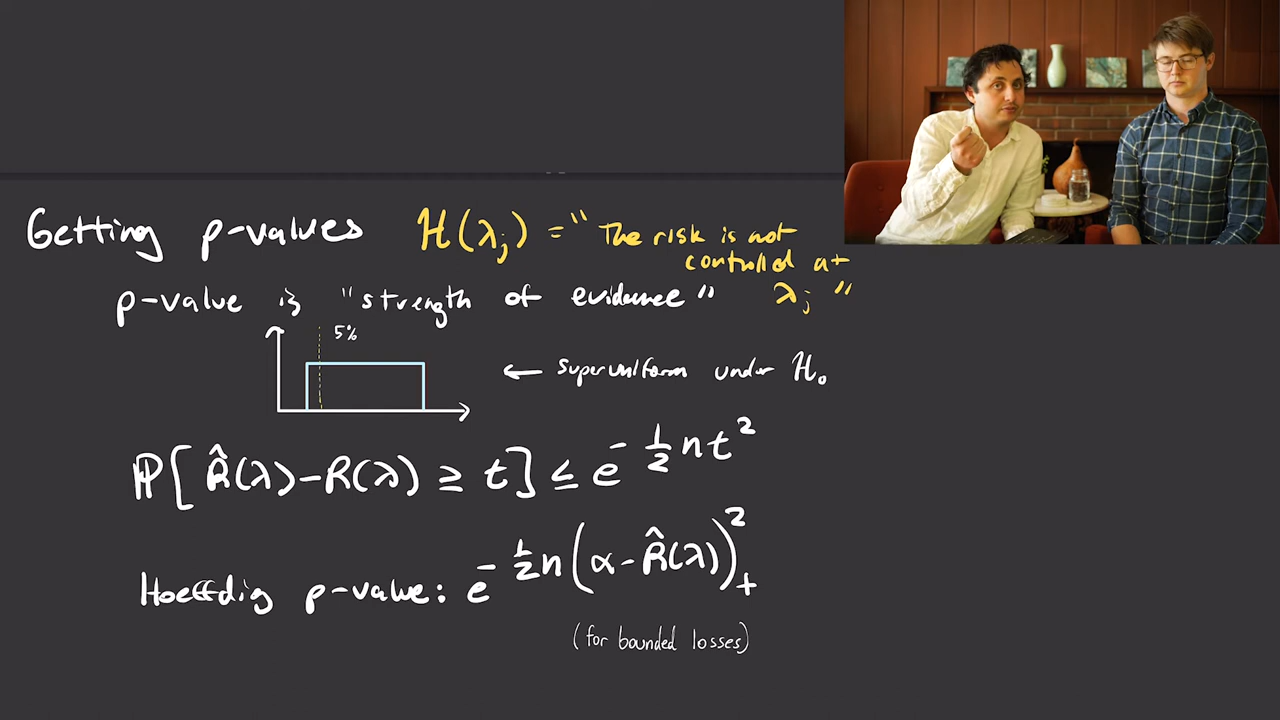 Getting p-values H(λⱼ) = "The risk is not
controlled at
λⱼ"
p-value is "strength of evidence"
5%
← superuniform under H₀
ℙ[R̂(λ)-R(λ) ≥ t] ≤ e^{-½nt²}
Hoeffdig p-value: e^{-½n(α-R̂(λ))₊²}
(for bounded losses)